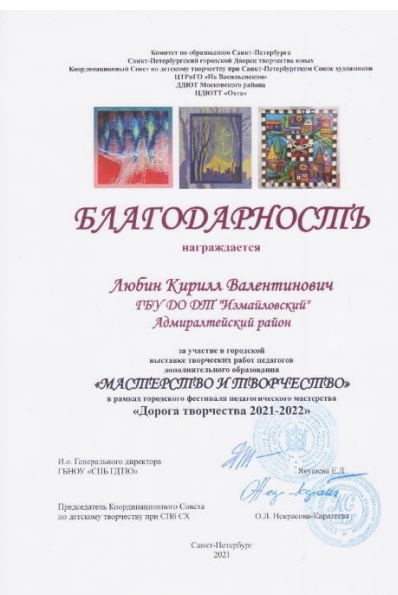 Комитет по образованию Санкт-Петербурга
Санкт-Петербургский городской Дворец творчества юных
Координационный Совет по детскому творчеству при Санкт-Петербургском Союзе художников
ЦТРиГО «На Васильевском»
ДДЮТ Московского района
ЦДЮТТ «Охта»
БЛАГОДАРНОСТЬ
награждается
Любин Кирилл Валентинович
ГБУ ДО ДТ "Измайловский"
Адмиралтейский район
за участие в городской
выставке творческих работ педагогов
дополнительного образования
«МАСТЕРСТВО И ТВОРЧЕСТВО»
в рамках городского фестиваля педагогического мастерства
«Дорога творчества 2021-2022»
И.о. Генерального директора
ГБНОУ «СПБ ГДТЮ»
Якушева Е.Л.
Председатель Координационного Совета
по детскому творчеству при СПб СХ
О.Л. Некрасова-Каратеева
Санкт-Петербург
2021